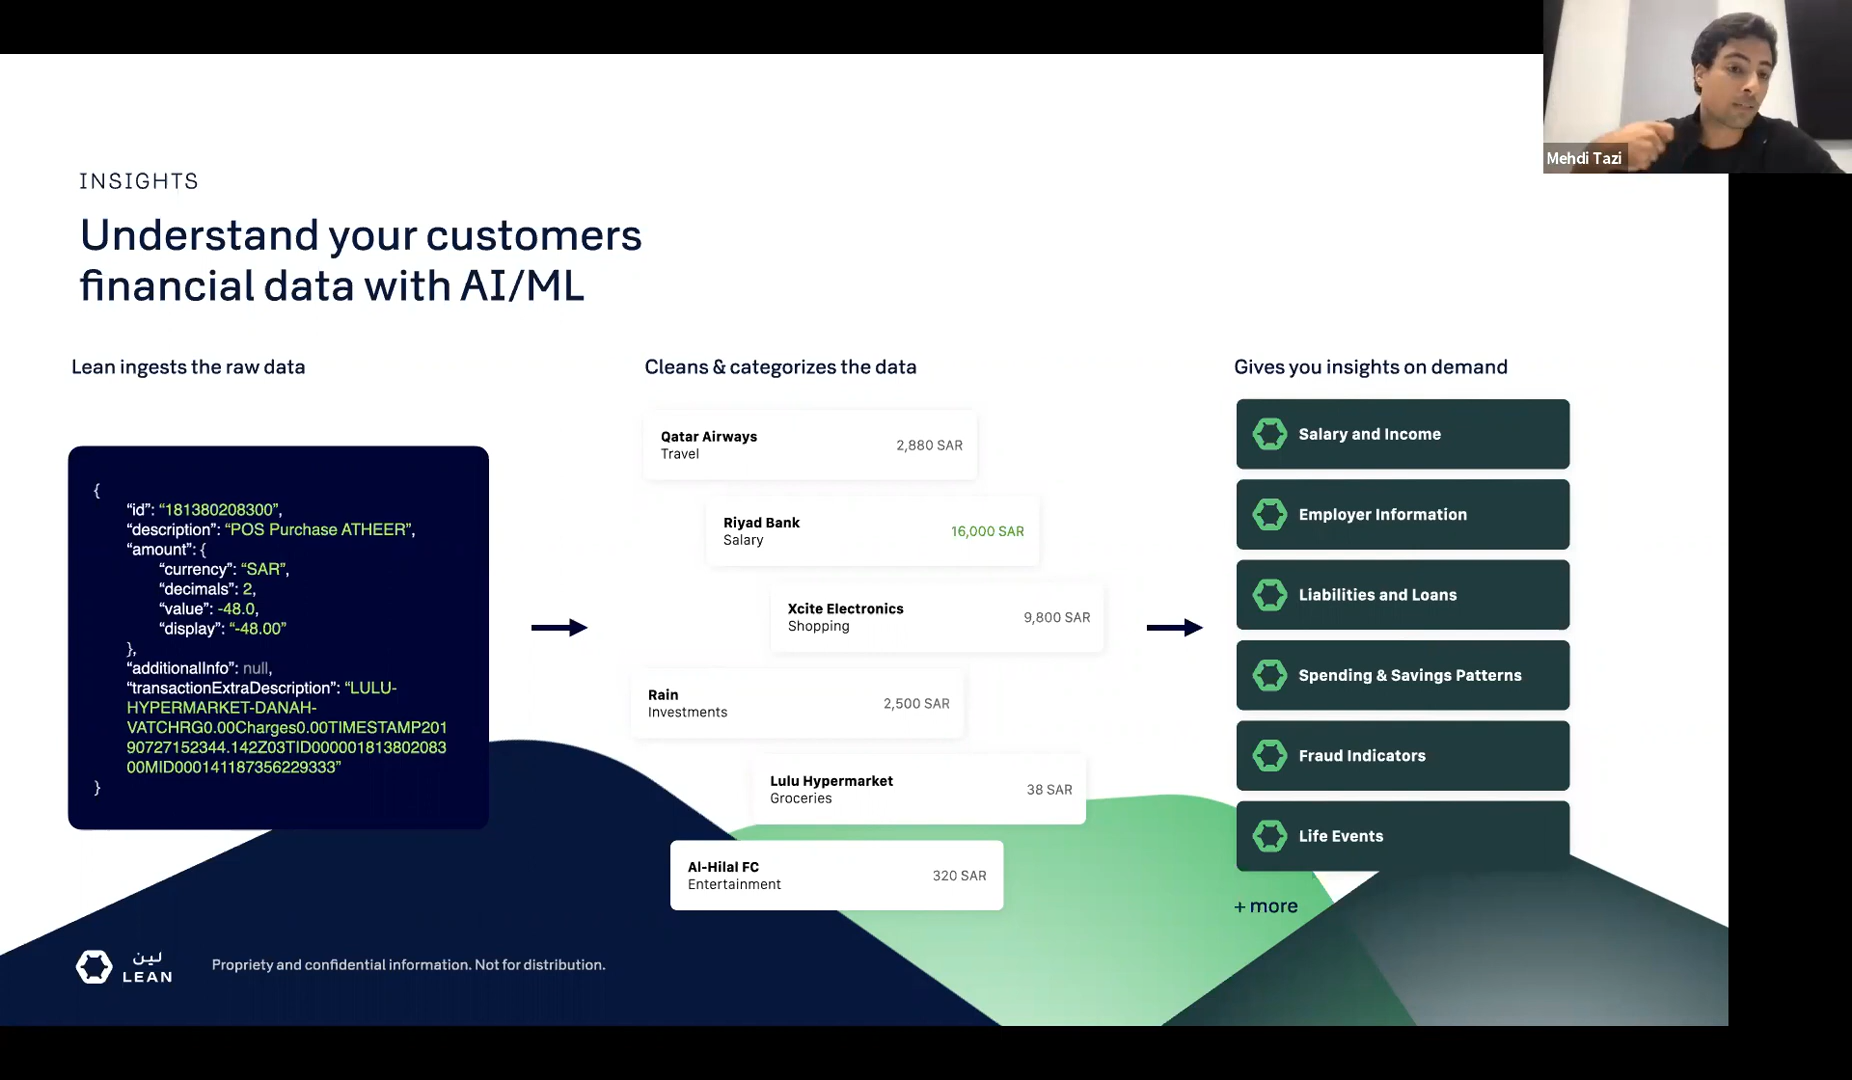 Mehdi Tazi
INSIGHTS
Understand your customers
financial data with AI/ML
Lean ingests the raw data
{
“id”: “181380208300”,
“description”: “POS Purchase ATHEER”,
“amount”: {
“currency”: “SAR”,
“decimals”: 2,
“value”: -48.0,
“display”: “-48.00”
},
“additionalInfo”: null,
“transactionExtraDescription”: “LULU-
HYPERMARKET-DANAH-
VATCHRG0.00Charges0.00TIMESTAMP201
90727152344.142Z03TID000001813802083
00MID000141187356229333”
}
Cleans & categorizes the data
Qatar Airways
Travel
2,880 SAR
Riyad Bank
Salary
16,000 SAR
Xcite Electronics
Shopping
9,800 SAR
Rain
Investments
2,500 SAR
Lulu Hypermarket
Groceries
38 SAR
Al-Hilal FC
Entertainment
320 SAR
Gives you insights on demand
Salary and Income
Employer Information
Liabilities and Loans
Spending & Savings Patterns
Fraud Indicators
Life Events
+ more
لين
LEAN
Propriety and confidential information. Not for distribution.